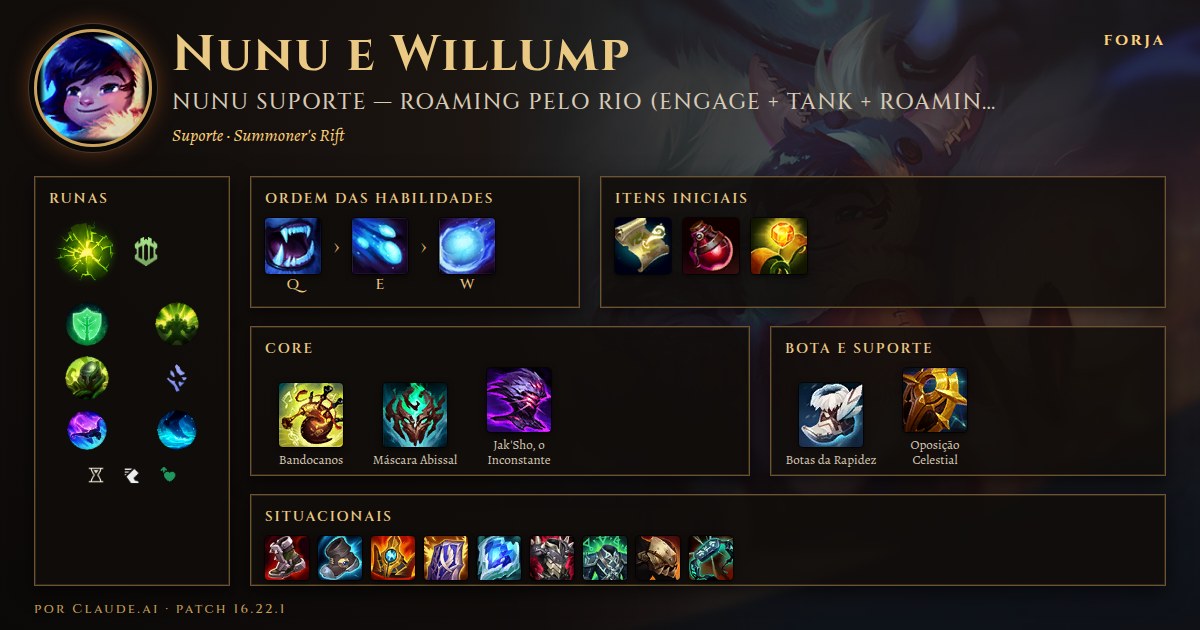 Nunu e Willump
FORJA
NUNU SUPORTE — ROAMING PELO RIO (ENGAGE + TANK + ROAMIN...
Suporte · Summoner's Rift
RUNAS
ORDEM DAS HABILIDADES
Q › E › W
ITENS INICIAIS
CORE
Bandocanos
Máscara Abissal
Jak'Sho, o
Inconstante
BOTA E SUPORTE
Botas da Rapidez
Oposição
Celestial
SITUACIONAIS
POR CLAUDE.AI · PATCH 16.22.1